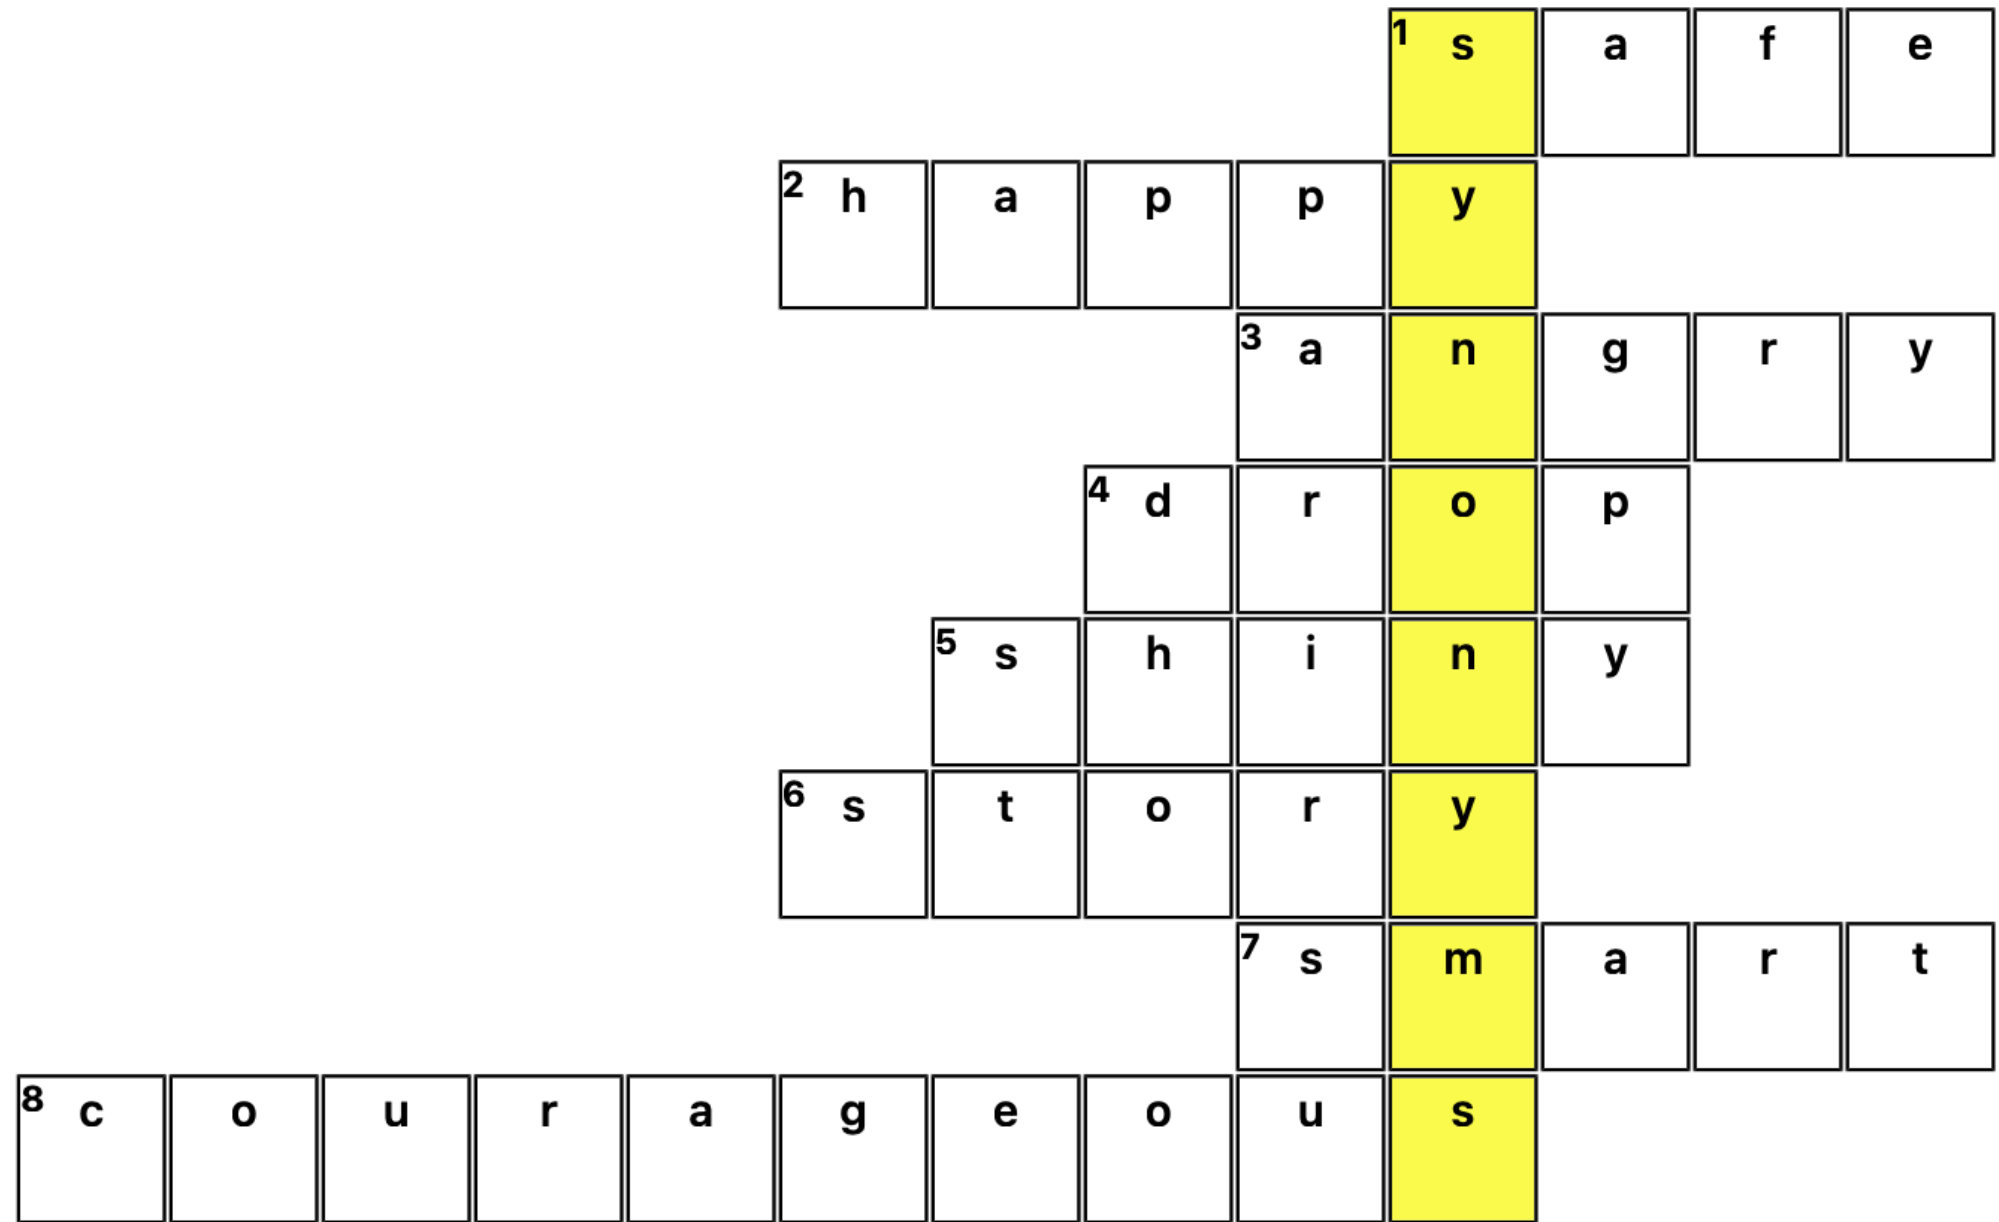 1 s a f e
2 h a p p y
3 a n g r y
4 d r o p
5 s h i n y
6 s t o r y
7 s m a r t
8 c o u r a g e o u s